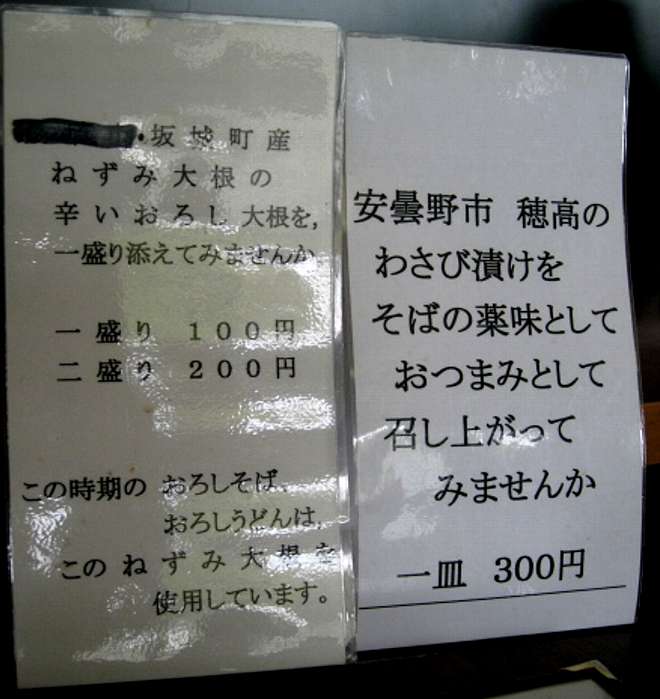 ・坂城町産
ねずみ大根の
辛いおろし大根を,
一盛り添えてみませんか
一盛り 100円
二盛り 200円
この時期の おろしそば、
おろしうどんは、
このねずみ大根を
使用しています。
安曇野市 穂高の
わさび漬けを
そばの薬味として
おつまみとして
召し上がって
みませんか
一皿 300円